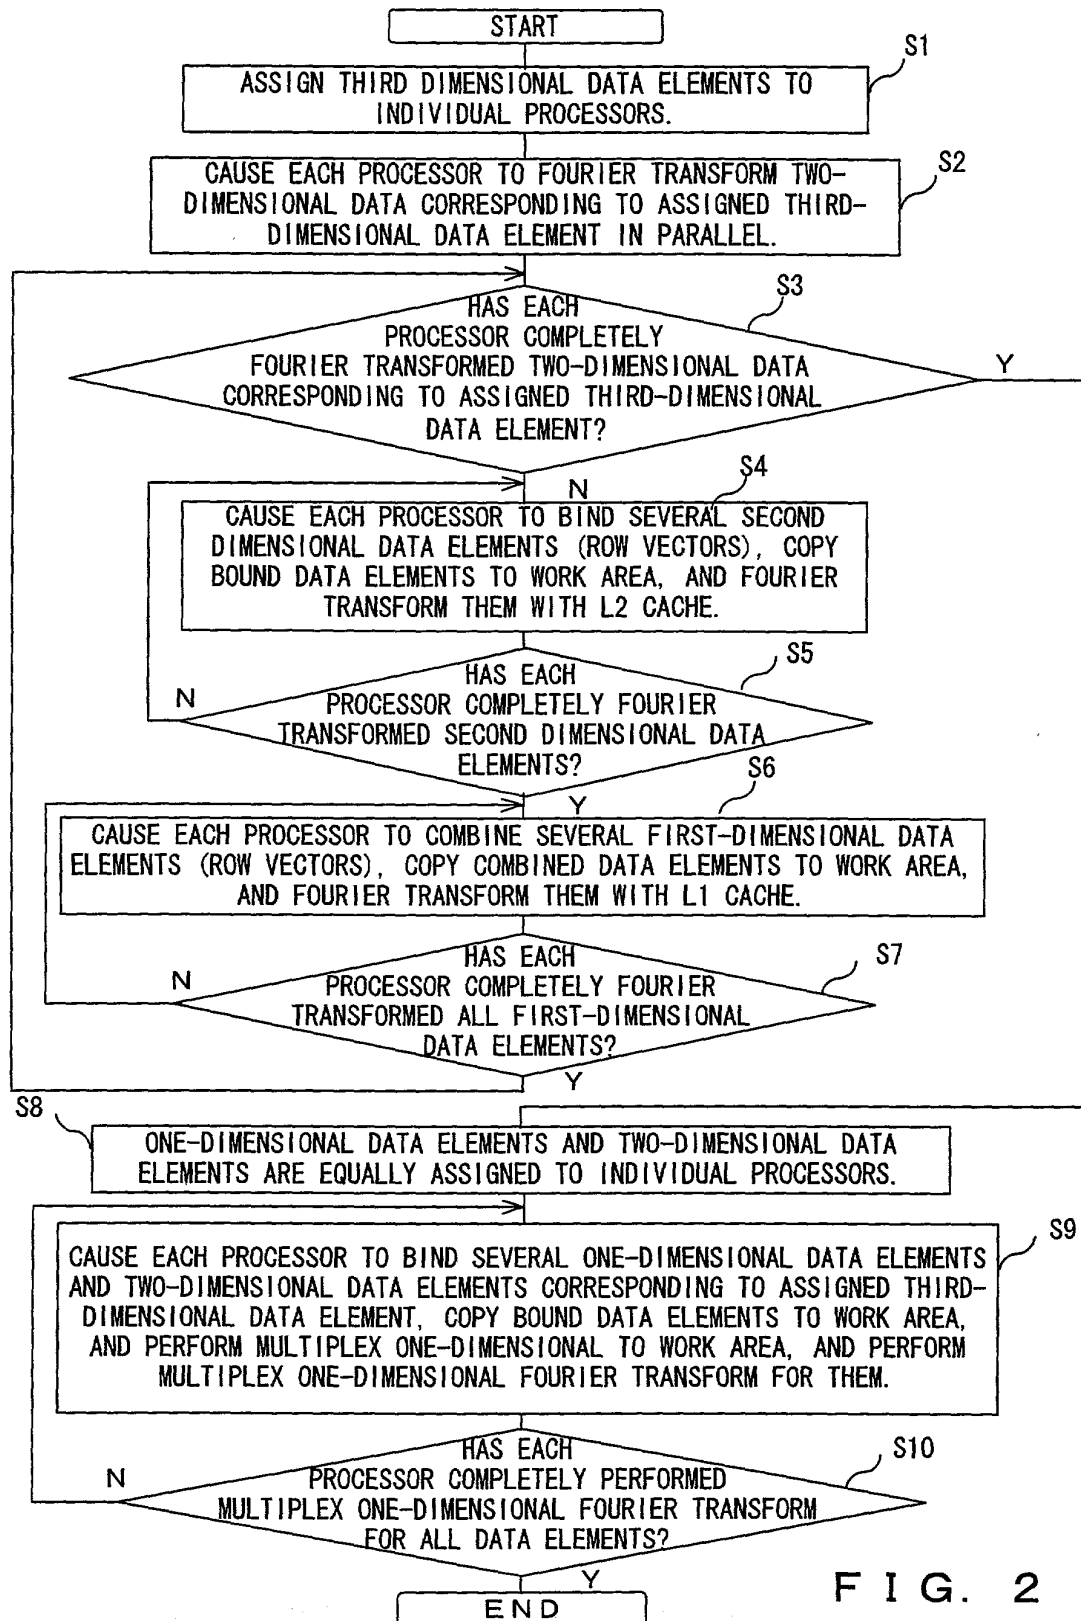 START
S1
ASSIGN THIRD DIMENSIONAL DATA ELEMENTS TO
INDIVIDUAL PROCESSORS.
S2
CAUSE EACH PROCESSOR TO FOURIER TRANSFORM TWO-
DIMENSIONAL DATA CORRESPONDING TO ASSIGNED THIRD-
DIMENSIONAL DATA ELEMENT IN PARALLEL.
S3
HAS EACH
PROCESSOR COMPLETELY
FOURIER TRANSFORMED TWO-DIMENSIONAL DATA
CORRESPONDING TO ASSIGNED THIRD-DIMENSIONAL
DATA ELEMENT?
Y
N
S4
CAUSE EACH PROCESSOR TO BIND SEVERAL SECOND
DIMENSIONAL DATA ELEMENTS (ROW VECTORS), COPY
BOUND DATA ELEMENTS TO WORK AREA, AND FOURIER
TRANSFORM THEM WITH L2 CACHE.
S5
HAS EACH
PROCESSOR COMPLETELY FOURIER
TRANSFORMED SECOND DIMENSIONAL DATA
ELEMENTS?
N
Y
S6
CAUSE EACH PROCESSOR TO COMBINE SEVERAL FIRST-DIMENSIONAL DATA
ELEMENTS (ROW VECTORS), COPY COMBINED DATA ELEMENTS TO WORK AREA,
AND FOURIER TRANSFORM THEM WITH L1 CACHE.
S7
HAS EACH
PROCESSOR COMPLETELY FOURIER
TRANSFORMED ALL FIRST-DIMENSIONAL
DATA ELEMENTS?
N
Y
S8
ONE-DIMENSIONAL DATA ELEMENTS AND TWO-DIMENSIONAL DATA
ELEMENTS ARE EQUALLY ASSIGNED TO INDIVIDUAL PROCESSORS.
S9
CAUSE EACH PROCESSOR TO BIND SEVERAL ONE-DIMENSIONAL DATA ELEMENTS
AND TWO-DIMENSIONAL DATA ELEMENTS CORRESPONDING TO ASSIGNED THIRD-
DIMENSIONAL DATA ELEMENT, COPY BOUND DATA ELEMENTS TO WORK AREA,
AND PERFORM MULTIPLEX ONE-DIMENSIONAL TO WORK AREA, AND PERFORM
MULTIPLEX ONE-DIMENSIONAL FOURIER TRANSFORM FOR THEM.
S10
HAS EACH
PROCESSOR COMPLETELY PERFORMED
MULTIPLEX ONE-DIMENSIONAL FOURIER TRANSFORM
FOR ALL DATA ELEMENTS?
N
Y
END
FIG. 2